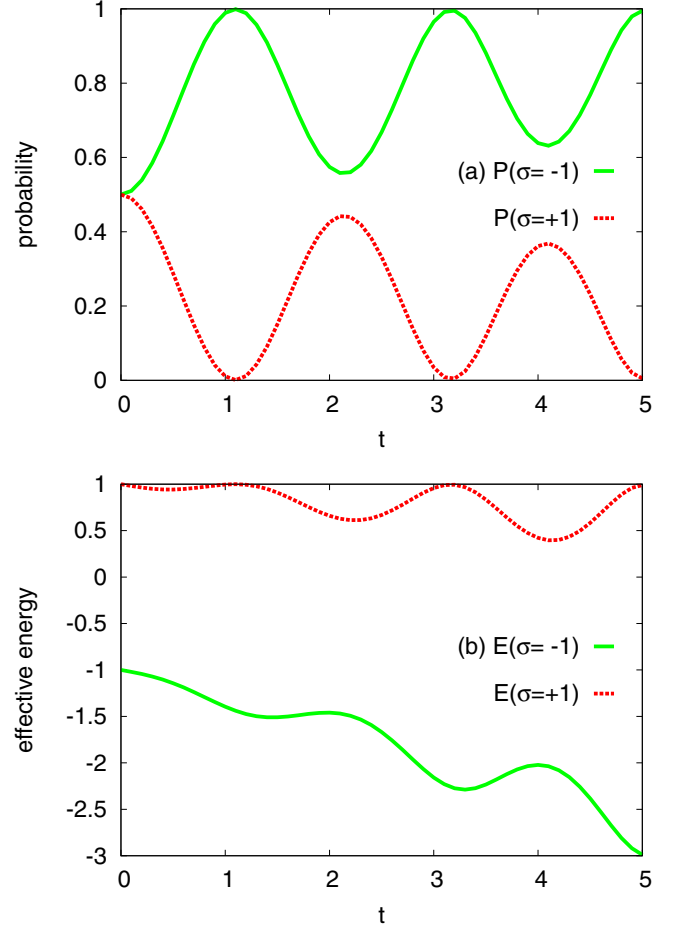 1
0.8
0.6
0.4
0.2
0
probability
(a) P(σ= -1)
P(σ=+1)
0 1 2 3 4 5
t
1
0.5
0
-0.5
-1
-1.5
-2
-2.5
-3
effective energy
(b) E(σ= -1)
E(σ=+1)
0 1 2 3 4 5
t